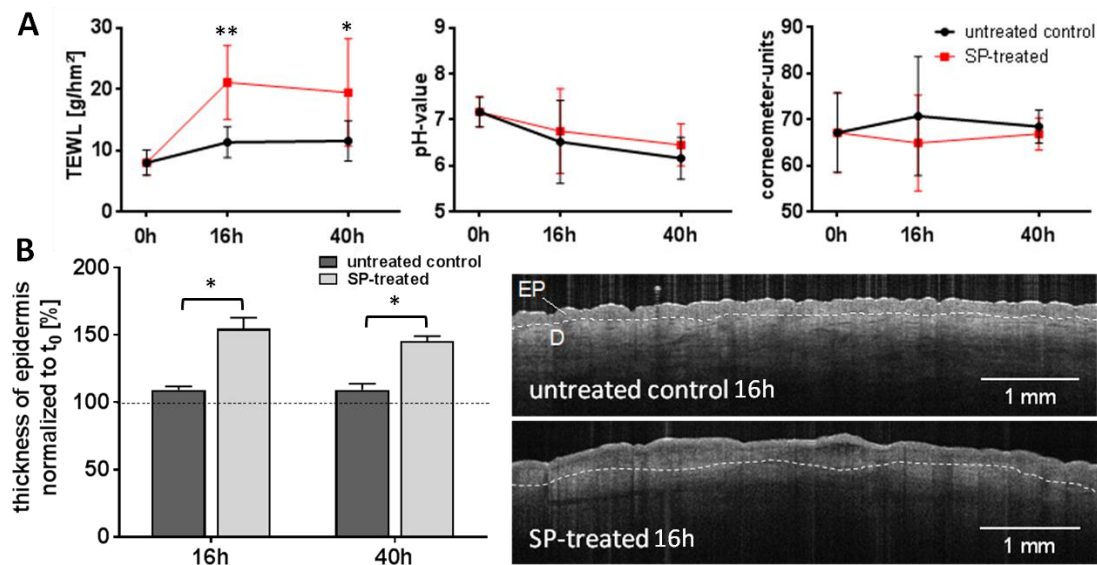 A
TEWL [g/hm²]
30
20
10
0
0h
16h
40h
**
*
pH-value
9
8
7
6
5
0h
16h
40h
corneometer-units
90
80
70
60
50
0h
16h
40h
untreated control
SP-treated
B
thickness of epidermis
normalized to t0 [%]
200
150
100
50
0
untreated control
SP-treated
*
*
16h
40h
EP
D
untreated control 16h
1 mm
SP-treated 16h
1 mm